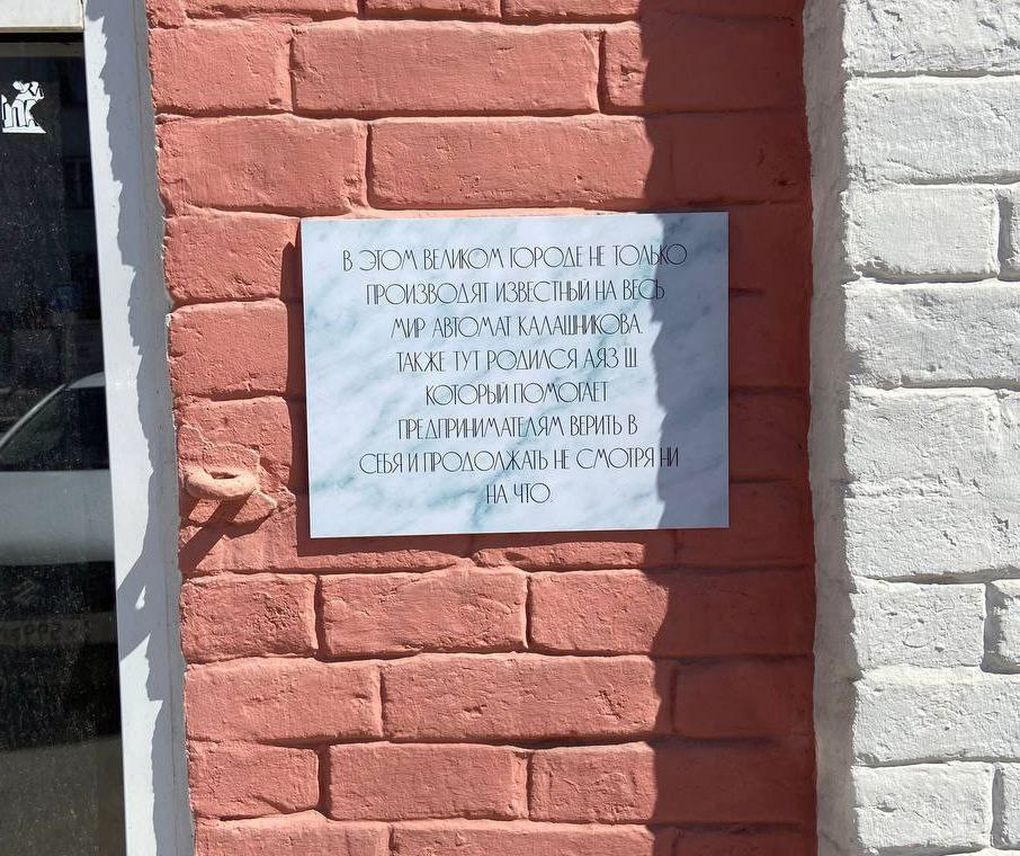 В ЭТОМ ВЕЛИКОМ ГОРОДЕ НЕ ТОЛЬКО
ПРОИЗВОДЯТ ИЗВЕСТНЫЙ НА ВЕСЬ
МИР АВТОМАТ КАЛАШНИКОВА.
ТАКЖЕ ТУТ РОДИЛСЯ АЯЗ Ш
КОТОРЫЙ ПОМОГАЕТ
ПРЕДПРИНИМАТЕЛЯМ ВЕРИТЬ В
СЕБЯ И ПРОДОЛЖАТЬ НЕ СМОТРЯ НИ
НА ЧТО.